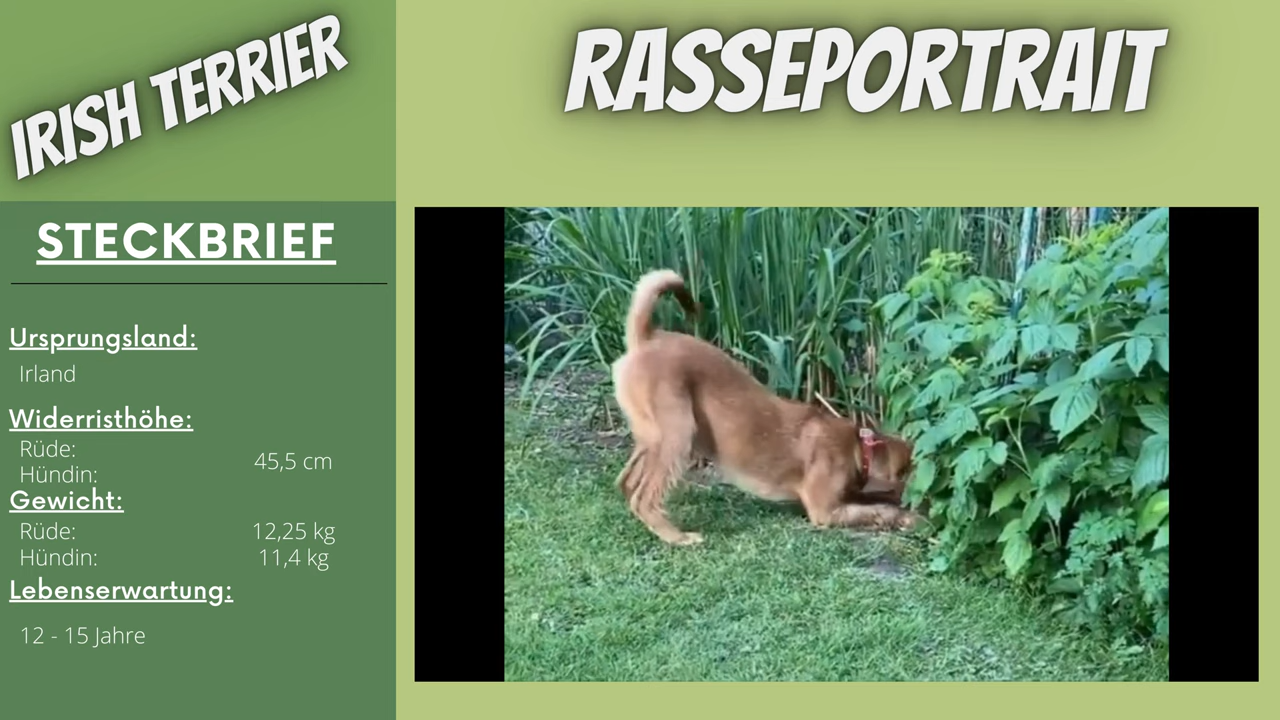 IRISH TERRIER
RASSEPORTRAIT
STECKBRIEF
Ursprungsland:
Irland
Widerristhöhe:
Rüde:
45,5 cm
Hündin:
Gewicht:
Rüde: 12,25 kg
Hündin: 11,4 kg
Lebenserwartung:
12 - 15 Jahre